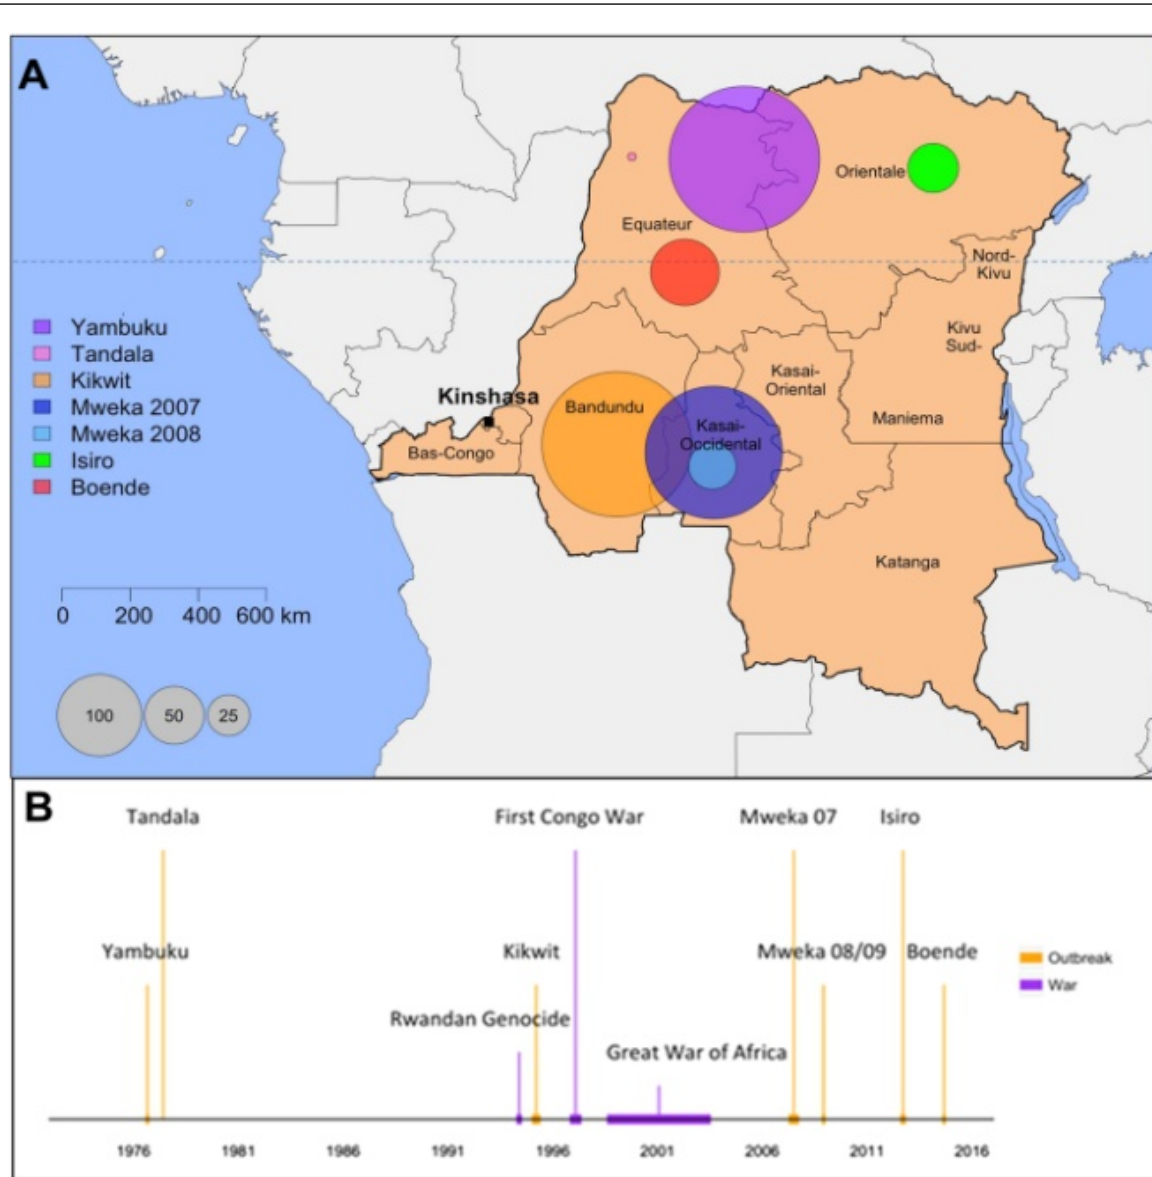 A
Orientale
Equateur
Nord-
Kivu
Kivu
Sud-
Yambuku
Tandala
Kikwit
Mweka 2007
Mweka 2008
Isiro
Boende
Kinshasa
Bandundu
Kasai-
Oriental
Kasai-
Occidental
Maniema
Bas-Congo
Katanga
0 200 400 600 km
100 50 25
B
Tandala First Congo War Mweka 07 Isiro
Yambuku Kikwit Mweka 08/09 Boende
Outbreak
War
Rwandan Genocide
Great War of Africa
1976 1981 1986 1991 1996 2001 2006 2011 2016